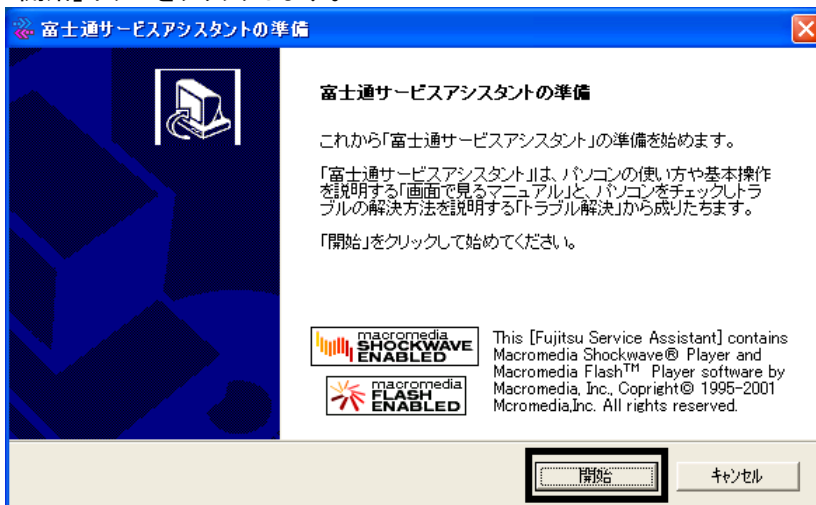 富士通サービスアシスタントの準備
富士通サービスアシスタントの準備
これから「富士通サービスアシスタント」の準備を始めます。
「富士通サービスアシスタント」は、パソコンの使い方や基本操作
を説明する「画面で見るマニュアル」と、パソコンをチェックしトラ
ブルの解決方法を説明する「トラブル解決」から成りたちます。
「開始」をクリックして始めてください。
macromedia
SHOCKWAVE
ENABLED
macromedia
FLASH
ENABLED
This [Fujitsu Service Assistant] contains
Macromedia Shockwave® Player and
Macromedia Flash™ Player software by
Macromedia, Inc., Copright© 1995-2001
Mcromedia,Inc. All rights reserved.
開始
キャンセル